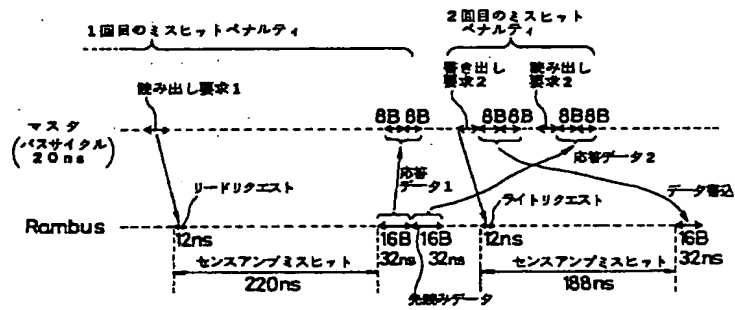 1回目のミスヒットペナルティ
2回目のミスヒット
ペナルティ
読み出し要求1
書き出し
要求2
読み出し
要求2
8B 8B
8B8B
8B8B
マスタ
(バスサイクル
20ns)
応答
データ1
応答データ2
リードリクエスト
ライトリクエスト
データ書込
Rambus
12ns
16B
32ns
16B
32ns
12ns
16B
32ns
センスアンプミスヒット
220ns
先読みデータ
センスアンプミスヒット
188ns